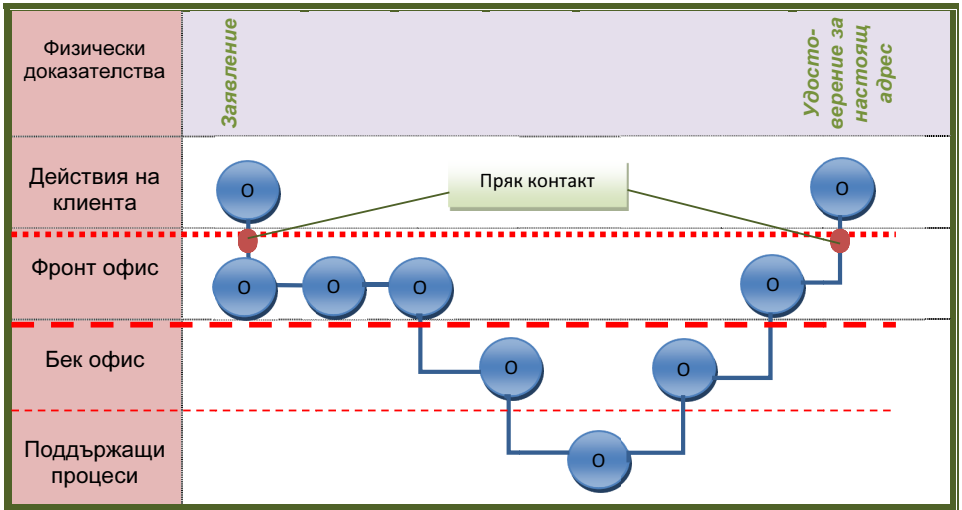 Физически
доказателства
Заявление
Удосто-
верение за
настоящ
адрес
Действия на
клиента
О
Пряк контакт
О
Фронт офис
О
О
О
О
Бек офис
О
О
Поддържащи
процеси
О